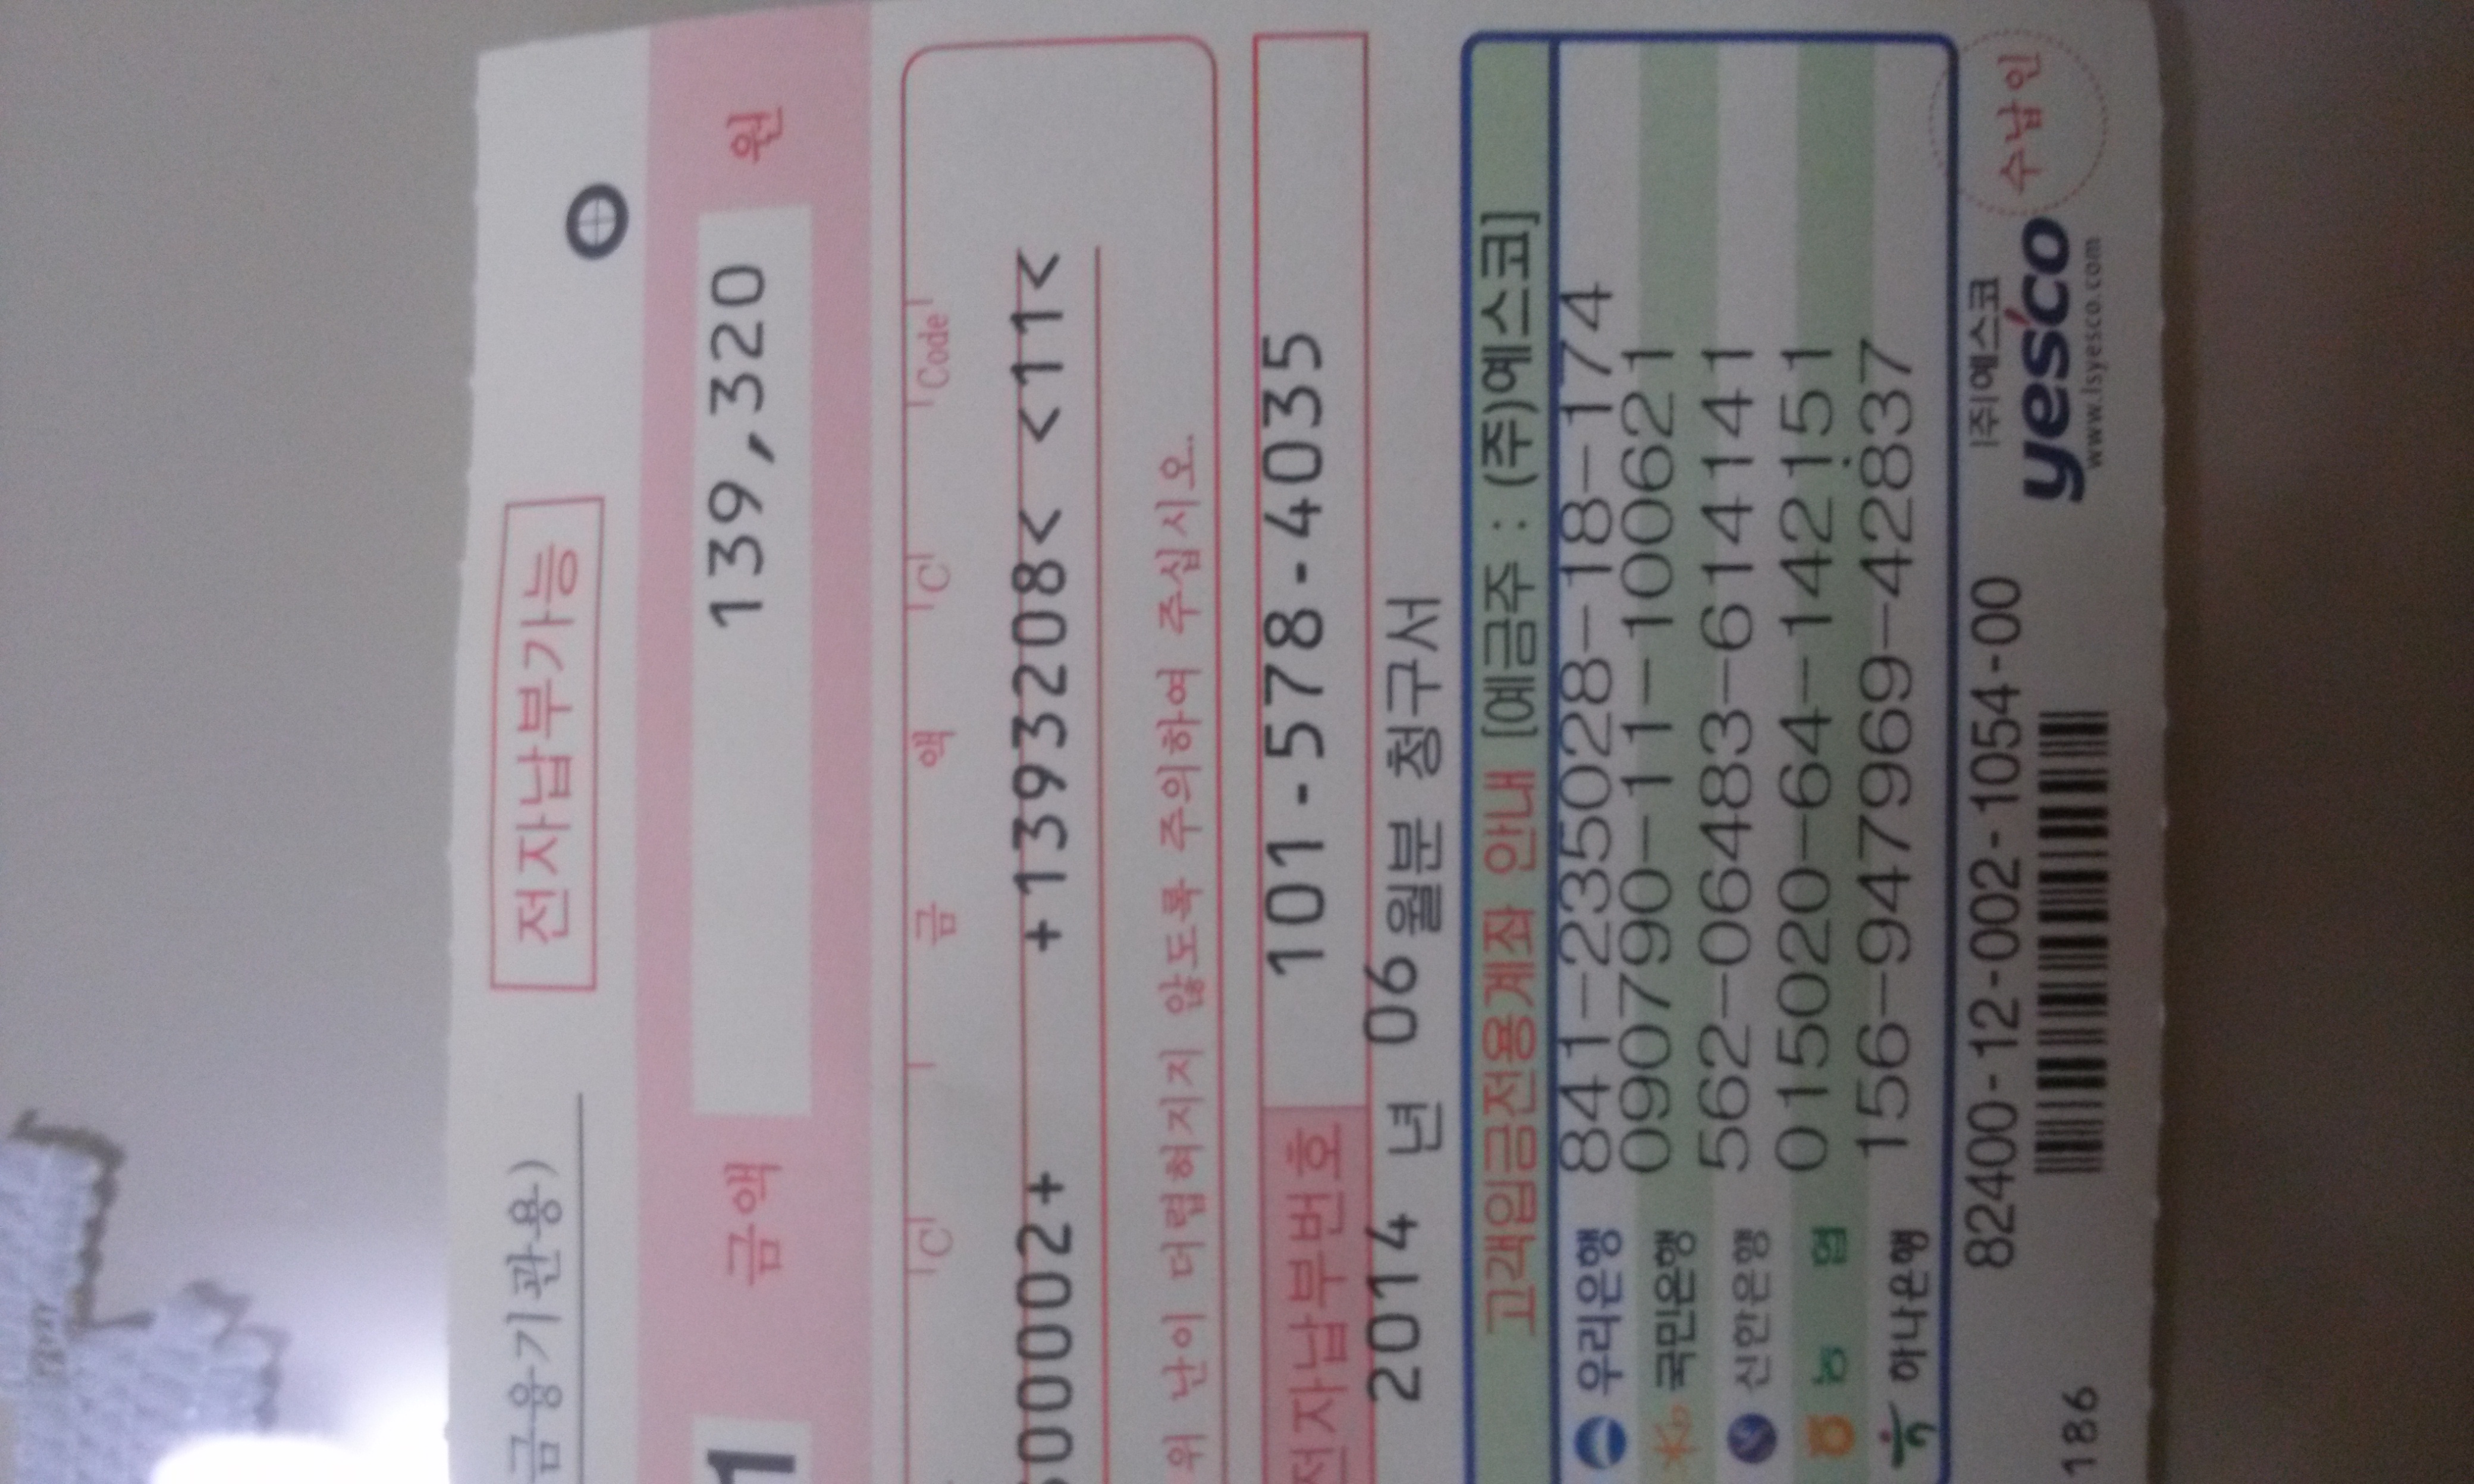 금융기관용)
전자납부가능
1 금액 139,320 원
C 금 액 C Code
00002+ +1393208< <11<
위 난이 더럽혀지지 않도록 주의하여 주십시오.
전자납부번호 101-578-4035
2014 년 06 월분 청구서
고객입금전용계좌 안내 [예금주 : (주)예스코]
우리은행 841-235028-18-174
국민은행 090790-11-100621
신한은행 562-06483-614141
농 협 015020-64-142151
하나은행 156-947969-42837
82400-12-002-1054-00
186
(주)예스코
yesco
www.lsyesco.com
수납인